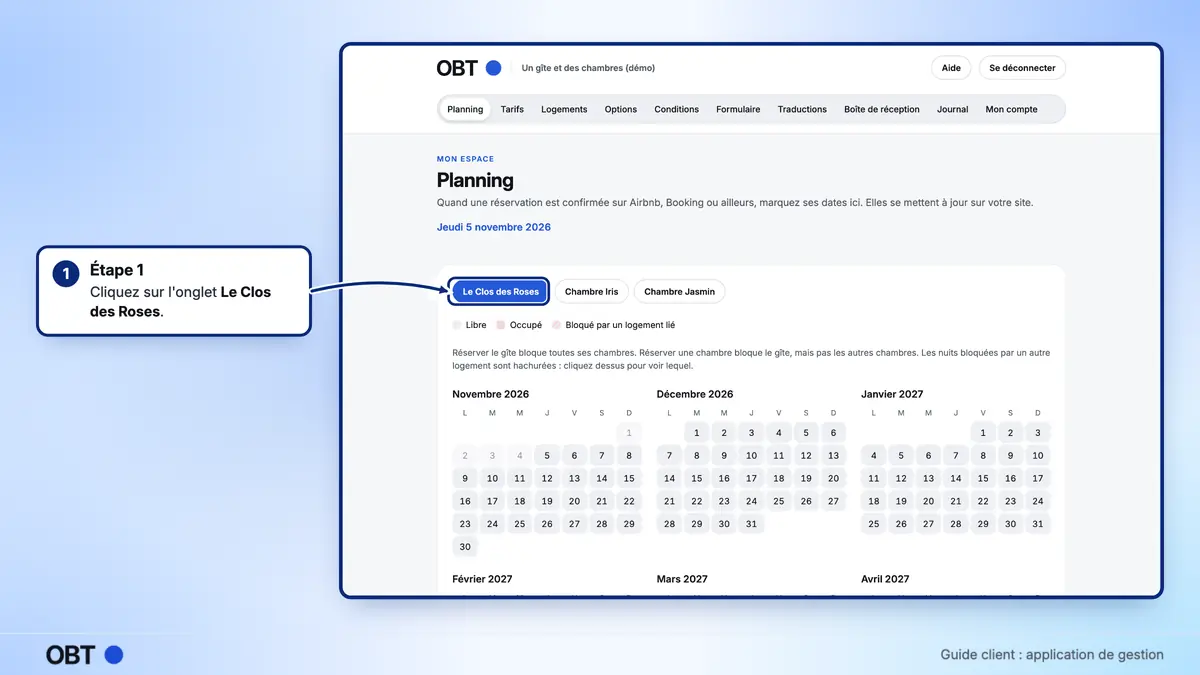 OBT
Un gîte et des chambres (démo)
Aide
Se déconnecter
Planning Tarifs Logements Options Conditions Formulaire Traductions Boîte de réception Journal Mon compte
MON ESPACE
Planning
Quand une réservation est confirmée sur Airbnb, Booking ou ailleurs, marquez ses dates ici. Elles se mettent à jour sur votre site.
Jeudi 5 novembre 2026
1
Étape 1
Cliquez sur l'onglet Le Clos
des Roses.
Le Clos des Roses Chambre Iris Chambre Jasmin
Libre Occupé Bloqué par un logement lié
Réserver le gîte bloque toutes ses chambres. Réserver une chambre bloque le gîte, mais pas les autres chambres. Les nuits bloquées par un autre
logement sont hachurées : cliquez dessus pour voir lequel.
Novembre 2026
L M M J V S D
1
2 3 4 5 6 7 8
9 10 11 12 13 14 15
16 17 18 19 20 21 22
23 24 25 26 27 28 29
30
Décembre 2026
L M M J V S D
1 2 3 4 5 6
7 8 9 10 11 12 13
14 15 16 17 18 19 20
21 22 23 24 25 26 27
28 29 30 31
Janvier 2027
L M M J V S D
1 2 3
4 5 6 7 8 9 10
11 12 13 14 15 16 17
18 19 20 21 22 23 24
25 26 27 28 29 30 31
Février 2027
Mars 2027
Avril 2027
OBT
Guide client : application de gestion